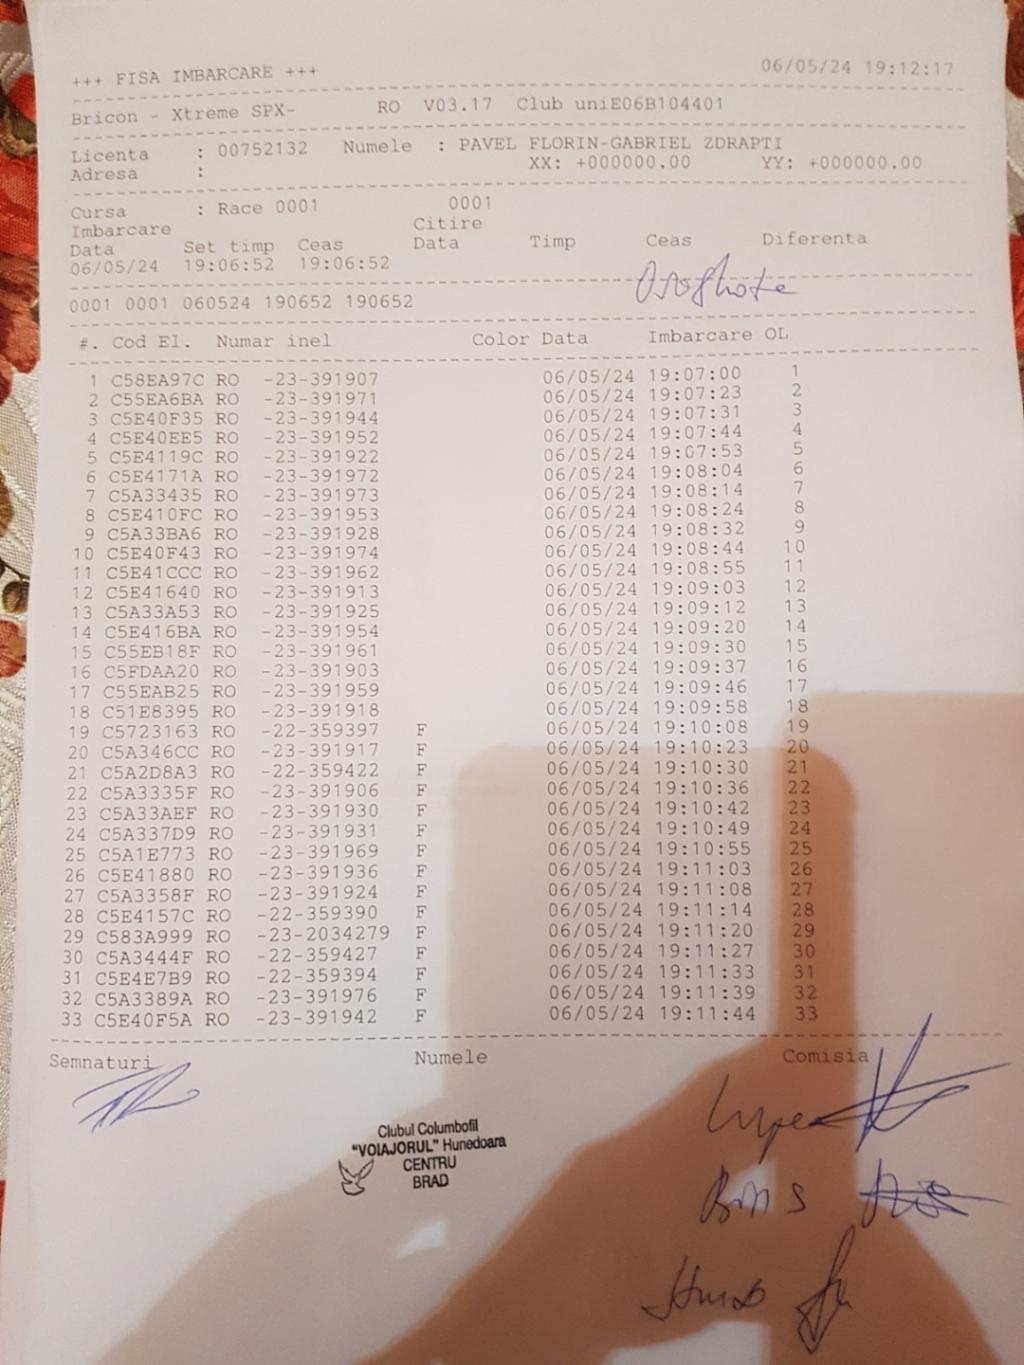 +++ FISA IMBARCARE +++ 06/05/24 19:12:17
Bricon - Xtreme SPX- RO V03.17 Club uniE06B104401
Licenta : 00752132 Numele : PAVEL FLORIN-GABRIEL ZDRAPTI
Adresa : XX: +000000.00 YY: +000000.00
Cursa : Race 0001 0001
Imbarcare Citire
Data Set timp Ceas Data Timp Ceas Diferenta
06/05/24 19:06:52 19:06:52
0001 0001 060524 190652 190652
#. Cod El. Numar inel Color Data Imbarcare OL
1 C58EA97C RO -23-391907 06/05/24 19:07:00 1
2 C55EA6BA RO -23-391971 06/05/24 19:07:23 2
3 C5E40F35 RO -23-391944 06/05/24 19:07:31 3
4 C5E40EE5 RO -23-391952 06/05/24 19:07:44 4
5 C5E4119C RO -23-391922 06/05/24 19:07:53 5
6 C5E4171A RO -23-391972 06/05/24 19:08:04 6
7 C5A33435 RO -23-391973 06/05/24 19:08:14 7
8 C5E410FC RO -23-391953 06/05/24 19:08:24 8
9 C5A33BA6 RO -23-391928 06/05/24 19:08:32 9
10 C5E40F43 RO -23-391974 06/05/24 19:08:44 10
11 C5E41CCC RO -23-391962 06/05/24 19:08:55 11
12 C5E41640 RO -23-391913 06/05/24 19:09:03 12
13 C5A33A53 RO -23-391925 06/05/24 19:09:12 13
14 C5E416BA RO -23-391954 06/05/24 19:09:20 14
15 C55EB18F RO -23-391961 06/05/24 19:09:30 15
16 C5FDAA20 RO -23-391903 06/05/24 19:09:37 16
17 C55EAB25 RO -23-391959 06/05/24 19:09:46 17
18 C51E8395 RO -23-391918 06/05/24 19:09:58 18
19 C5723163 RO -22-359397 F 06/05/24 19:10:08 19
20 C5A346CC RO -23-391917 F 06/05/24 19:10:23 20
21 C5A2D8A3 RO -22-359422 F 06/05/24 19:10:30 21
22 C5A3335F RO -23-391906 F 06/05/24 19:10:36 22
23 C5A33AEF RO -23-391930 F 06/05/24 19:10:42 23
24 C5A337D9 RO -23-391931 F 06/05/24 19:10:49 24
25 C5A1E773 RO -23-391969 F 06/05/24 19:10:55 25
26 C5E41880 RO -23-391936 F 06/05/24 19:11:03 26
27 C5A3358F RO -23-391924 F 06/05/24 19:11:08 27
28 C5E4157C RO -22-359390 F 06/05/24 19:11:14 28
29 C583A999 RO -23-2034279 F 06/05/24 19:11:20 29
30 C5A3444F RO -22-359427 F 06/05/24 19:11:27 30
31 C5E4E7B9 RO -22-359394 F 06/05/24 19:11:33 31
32 C5A3389A RO -23-391976 F 06/05/24 19:11:39 32
33 C5E40F5A RO -23-391942 F 06/05/24 19:11:44 33
Semnaturi Numele Comisia
Clubul Columbofil
"VOIAJORUL" Hunedoara
CENTRU
BRAD